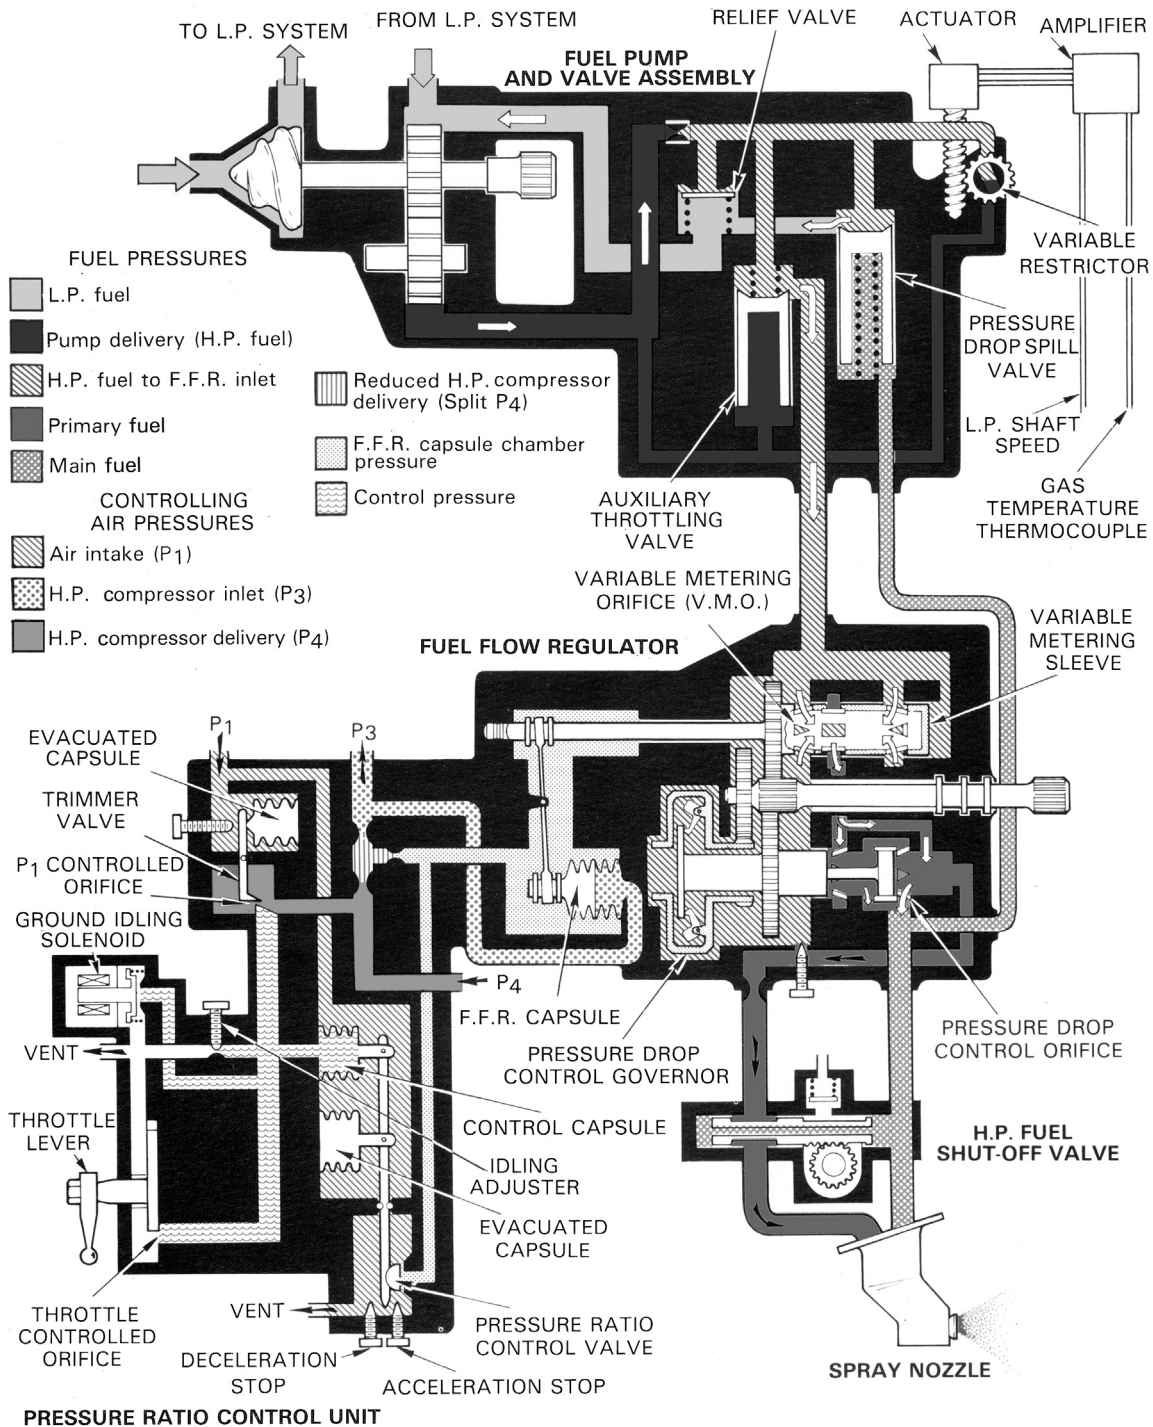 TO L.P. SYSTEM
FROM L.P. SYSTEM
RELIEF VALVE
ACTUATOR
AMPLIFIER
FUEL PUMP
AND VALVE ASSEMBLY
VARIABLE
RESTRICTOR
PRESSURE
DROP SPILL
VALVE
L.P. SHAFT
SPEED
GAS
TEMPERATURE
THERMOCOUPLE
FUEL PRESSURES
L.P. fuel
Pump delivery (H.P. fuel)
H.P. fuel to F.F.R. inlet
Primary fuel
Main fuel
CONTROLLING
AIR PRESSURES
Air intake (P1)
H.P. compressor inlet (P3)
H.P. compressor delivery (P4)
Reduced H.P. compressor
delivery (Split P4)
F.F.R. capsule chamber
pressure
Control pressure
AUXILIARY
THROTTLING
VALVE
VARIABLE METERING
ORIFICE (V.M.O.)
FUEL FLOW REGULATOR
VARIABLE
METERING
SLEEVE
P1
P3
EVACUATED
CAPSULE
TRIMMER
VALVE
P1 CONTROLLED
ORIFICE
GROUND IDLING
SOLENOID
P4
F.F.R. CAPSULE
PRESSURE DROP
CONTROL GOVERNOR
PRESSURE DROP
CONTROL ORIFICE
VENT
THROTTLE
LEVER
CONTROL CAPSULE
IDLING
ADJUSTER
EVACUATED
CAPSULE
H.P. FUEL
SHUT-OFF VALVE
VENT
THROTTLE
CONTROLLED
ORIFICE
PRESSURE RATIO
CONTROL VALVE
DECELERATION
STOP
ACCELERATION STOP
SPRAY NOZZLE
PRESSURE RATIO CONTROL UNIT